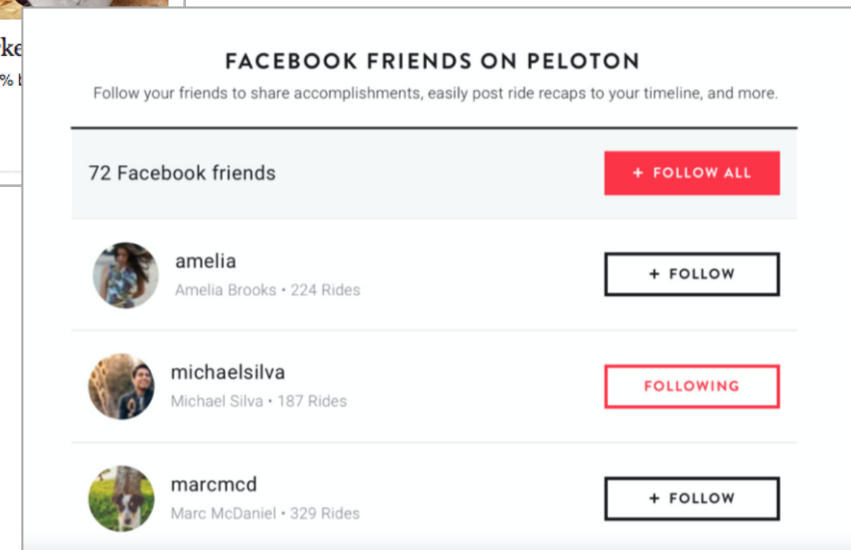 FACEBOOK FRIENDS ON PELOTON
Follow your friends to share accomplishments, easily post ride recaps to your timeline, and more.
72 Facebook friends
+ FOLLOW ALL
amelia
Amelia Brooks • 224 Rides
+ FOLLOW
michaelsilva
Michael Silva • 187 Rides
FOLLOWING
marcmcd
Marc McDaniel • 329 Rides
+ FOLLOW